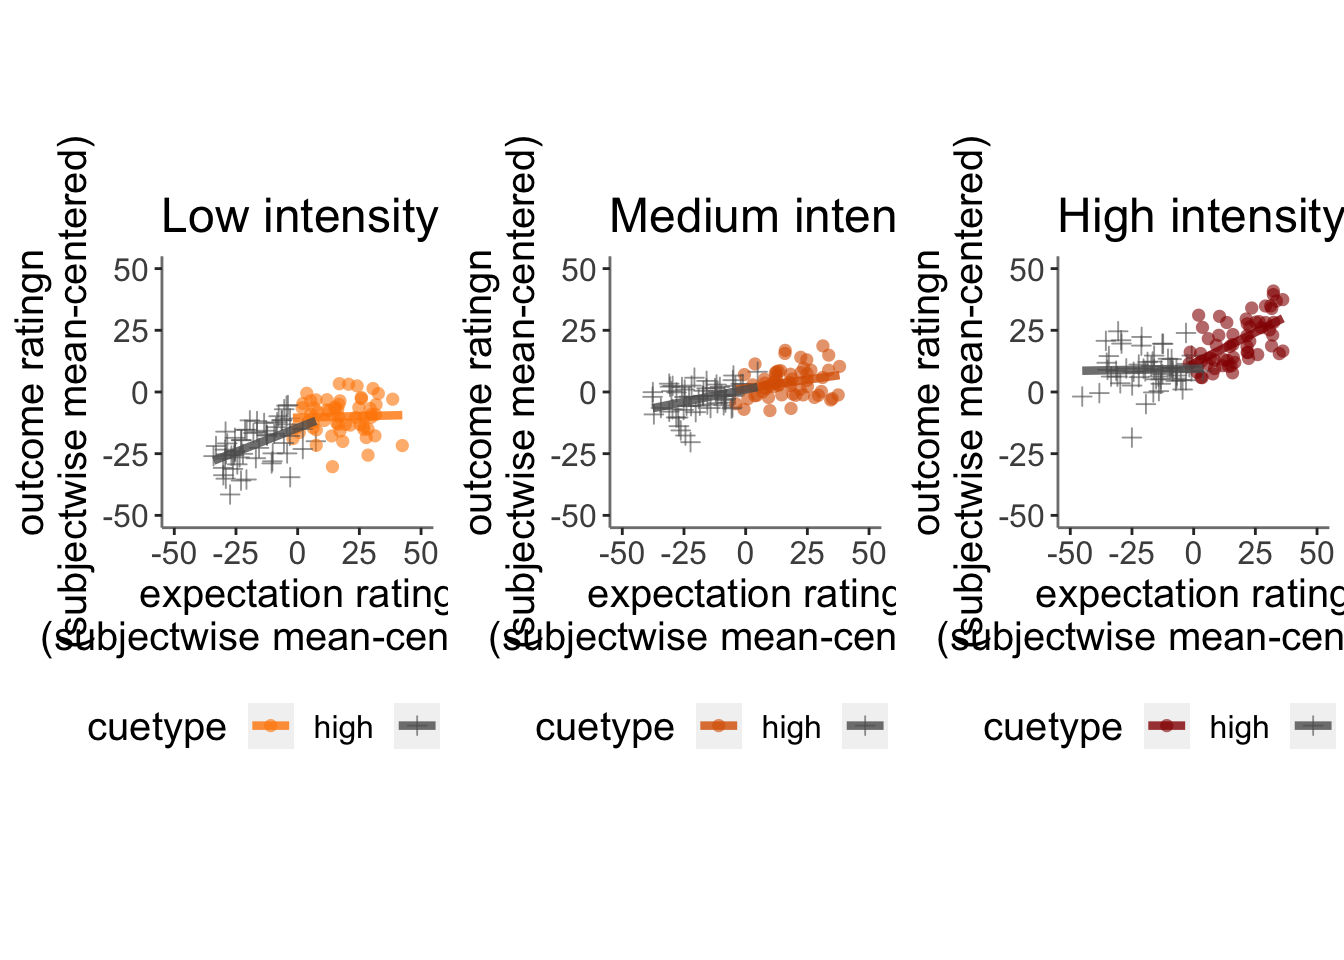 Low intensity
outcome ratingn
(subjectwise mean-centered)
50
25
0
-25
-50
-50 -25 0 25 50
expectation rating
(subjectwise mean-cen
cuetype high
Medium inten
outcome ratingn
(subjectwise mean-centered)
50
25
0
-25
-50
-50 -25 0 25 50
expectation rating
(subjectwise mean-cen
cuetype high
High intensity
outcome ratingn
(subjectwise mean-centered)
50
25
0
-25
-50
-50 -25 0 25 50
expectation rating
(subjectwise mean-cen
cuetype high